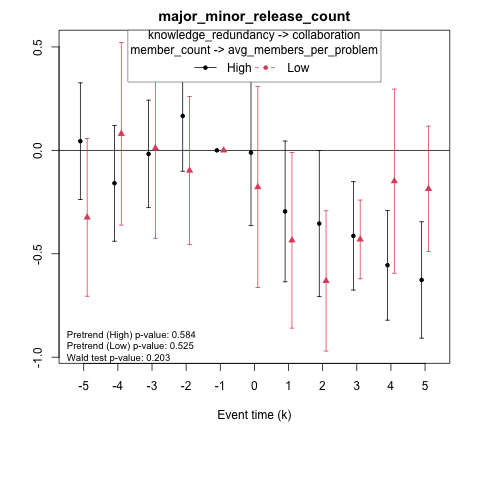 major_minor_release_count
knowledge_redundancy -> collaboration
member_count -> avg_members_per_problem
High Low
0.5
0.0
-0.5
-1.0
Pretrend (High) p-value: 0.584
Pretrend (Low) p-value: 0.525
Wald test p-value: 0.203
-5 -4 -3 -2 -1 0 1 2 3 4 5
Event time (k)